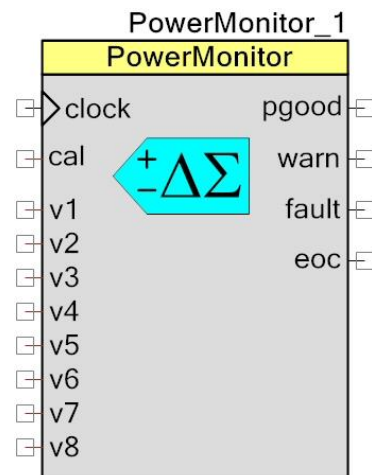 PowerMonitor_1
PowerMonitor
clock pgood
cal warn
+
− ΔΣ
v1 fault
v2
eoc
v3
v4
v5
v6
v7
v8